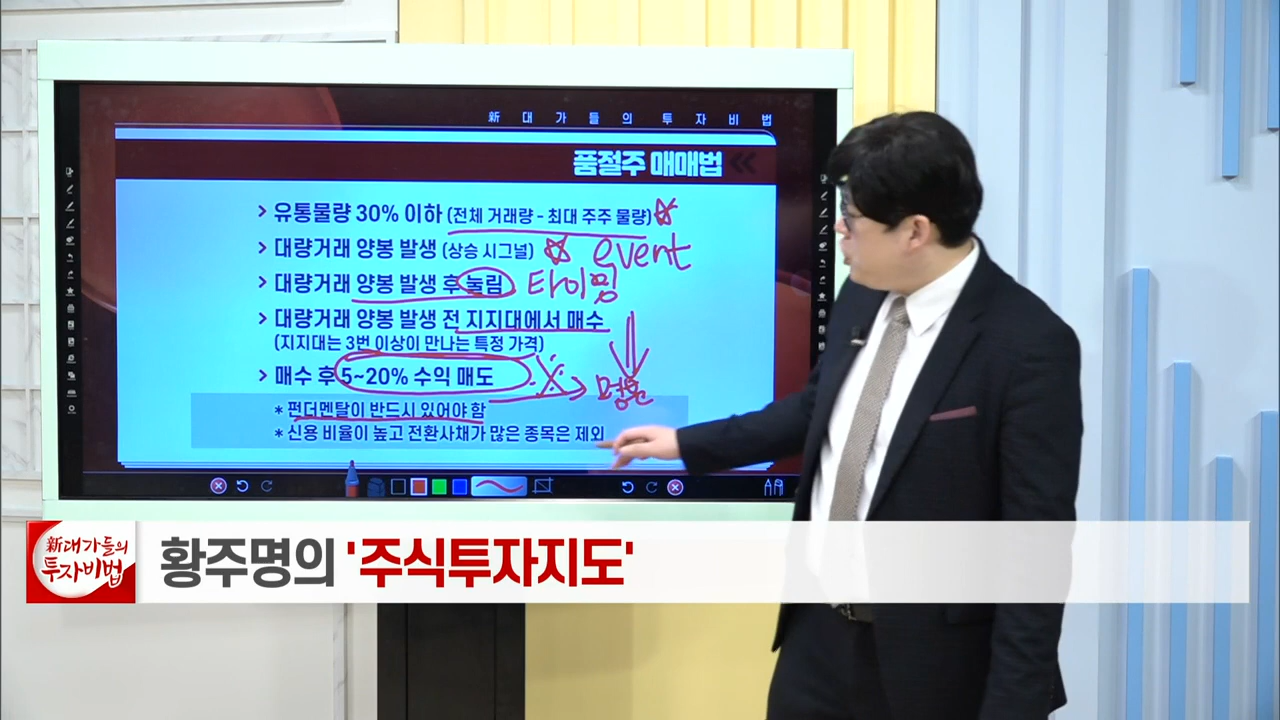 新 대 가 들 의 투 자 비 법
품절주 매매법
> 유통물량 30% 이하 (전체 거래량 - 최대 주주 물량)
> 대량거래 양봉 발생 (상승 시그널) event
> 대량거래 양봉 발생 후 눌림 타이밍
> 대량거래 양봉 발생 전 지지대에서 매수
(지지대는 3번 이상이 만나는 특정 가격)
> 매수 후 5~20% 수익 매도
* 펀더멘탈이 반드시 있어야 함
* 신용 비율이 높고 전환사채가 많은 종목은 제외
新 대가들의
투자비법
황주명의 '주식투자지도'